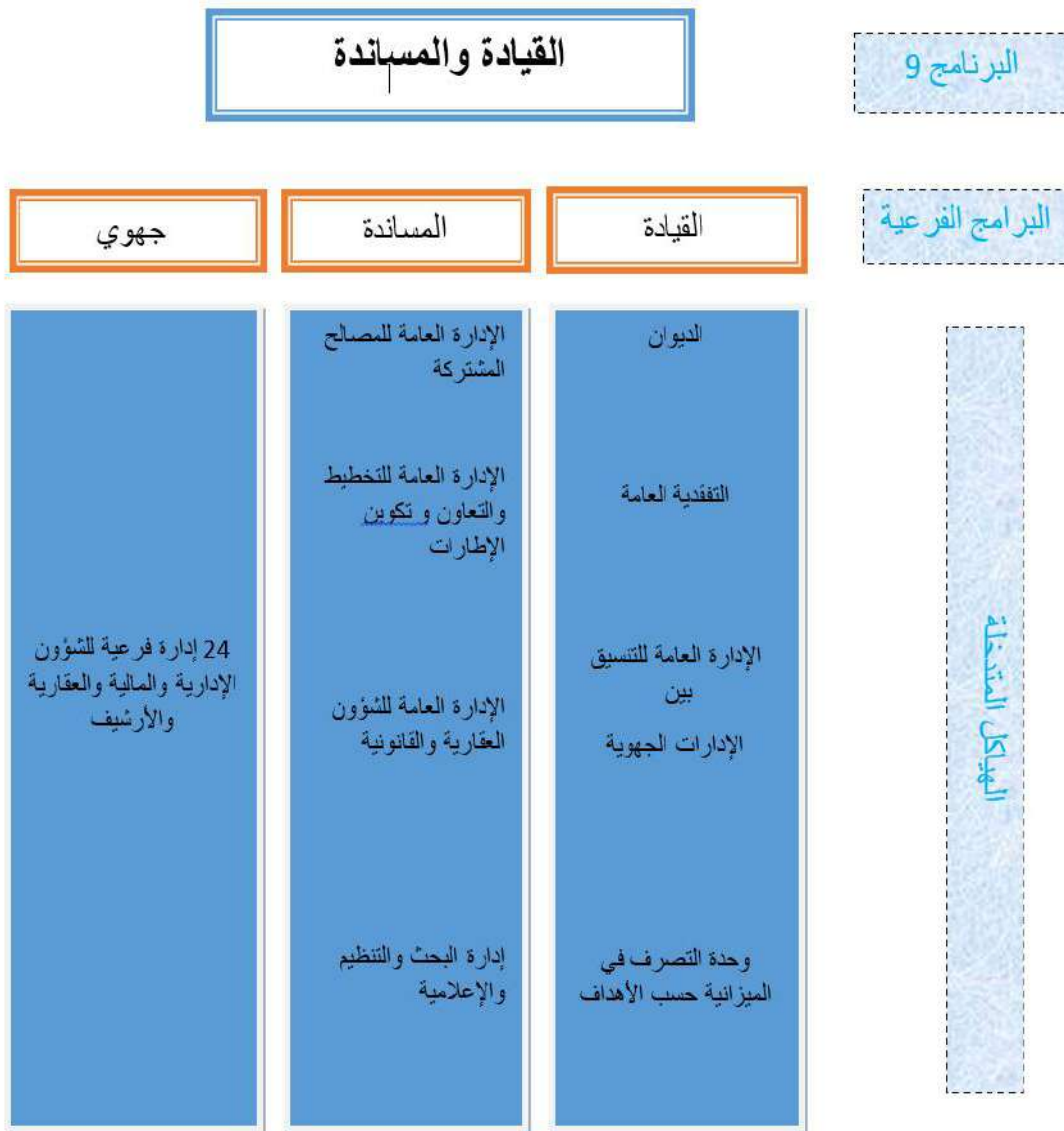 البرنامج 9
القيادة والمساندة
البرامج الفرعية
القيادة
المساندة
جهوي
الهياكل المتدخلة
الديوان
التفقدية العامة
الإدارة العامة للتنسيق
بين
الإدارات الجهوية
وحدة التصرف في
الميزانية حسب الأهداف
الإدارة العامة للمصالح
المشتركة
الإدارة العامة للتخطيط
والتعاون و تكوين
الإطارات
الإدارة العامة للشؤون
العقارية والقانونية
إدارة البحث والتنظيم
والإعلامية
24 إدارة فرعية للشؤون
الإدارية والمالية والعقارية
والأرشيف